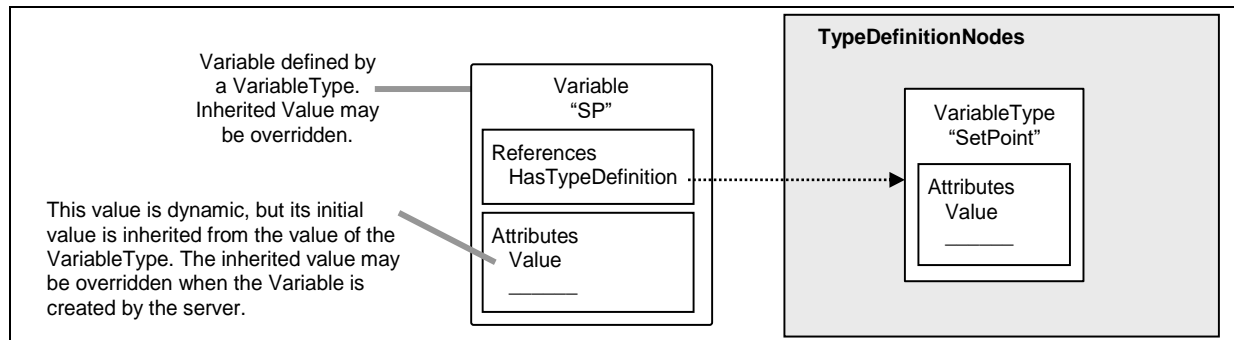 Variable defined by
a VariableType.
Inherited Value may
be overridden.
This value is dynamic, but its initial
value is inherited from the value of the
VariableType. The inherited value may
be overridden when the Variable is
created by the server.
Variable
“SP”
References
HasTypeDefinition
Attributes
Value
______
TypeDefinitionNodes
VariableType
“SetPoint”
Attributes
Value
______